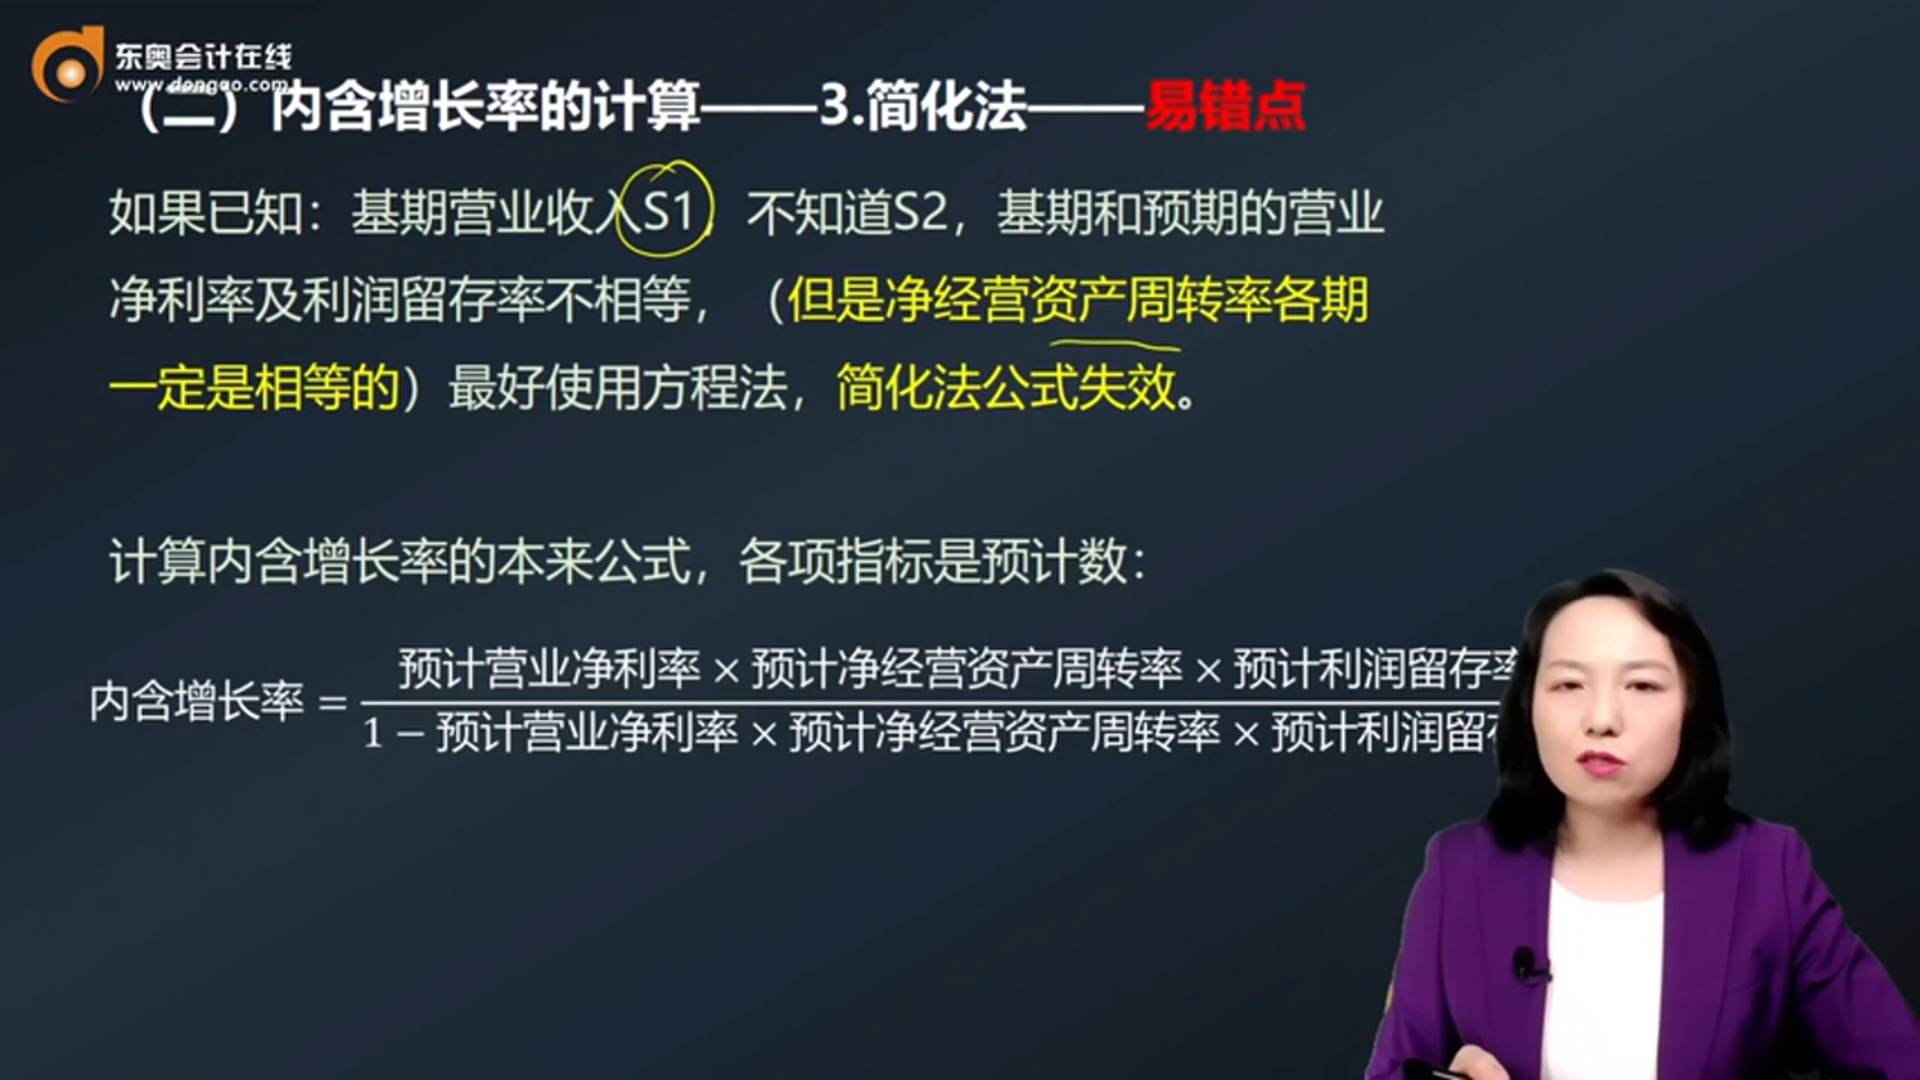 东奥会计在线
www.dongao.com
（二）内含增长率的计算——3.简化法——易错点
如果已知：基期营业收入S1，不知道S2，基期和预期的营业
净利率及利润留存率不相等，（但是净经营资产周转率各期
一定是相等的）最好使用方程法，简化法公式失效。
计算内含增长率的本来公式，各项指标是预计数：
预计营业净利率 × 预计净经营资产周转率 × 预计利润留存率
内含增长率 =
1 − 预计营业净利率 × 预计净经营资产周转率 × 预计利润留